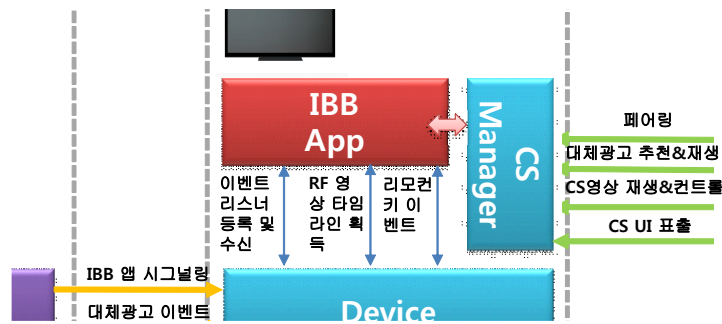 IBB
App
CS
Manager
페어링
대체광고 추천&재생
CS영상 재생&컨트롤
CS UI 표출
이벤트
리스너
등록 및
수신
RF 영
상 타임
라인 획
득
리모컨
키 이
벤트
IBB 앱 시그널링
대체광고 이벤트
Device